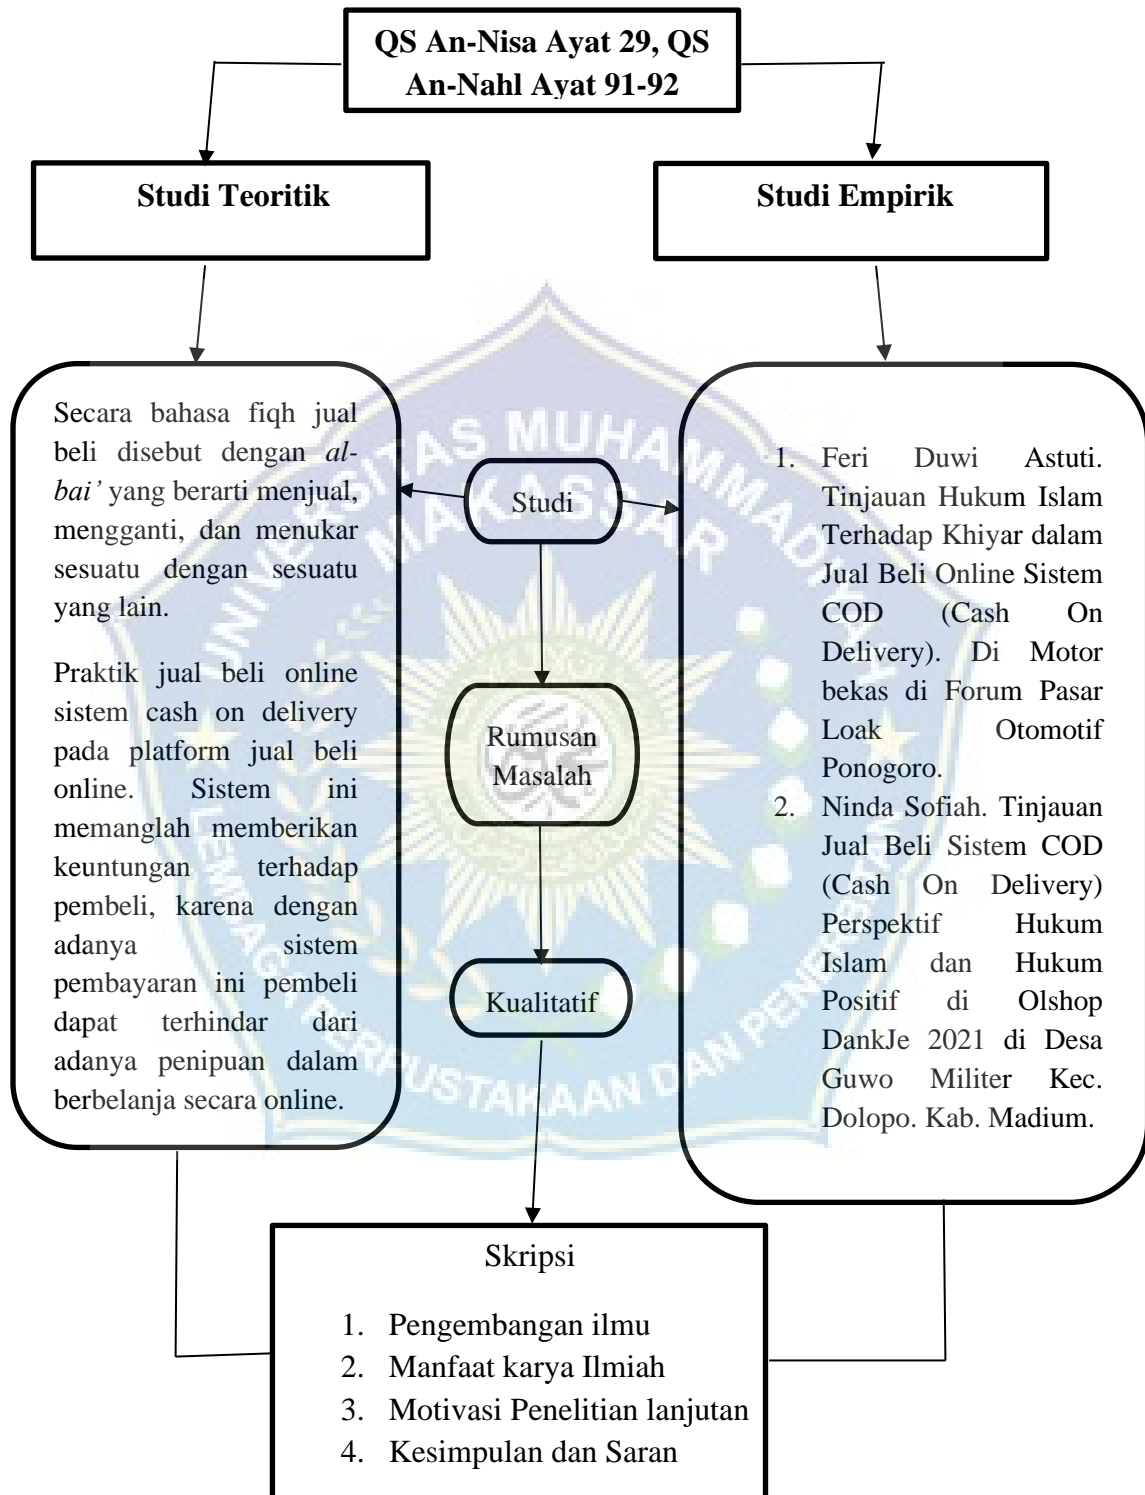 QS An-Nisa Ayat 29, QS
An-Nahl Ayat 91-92
Studi Teoritik
Studi Empirik
Secara bahasa fiqh jual
beli disebut dengan al-
bai’ yang berarti menjual,
mengganti, dan menukar
sesuatu dengan sesuatu
yang lain.
Praktik jual beli online
sistem cash on delivery
pada platform jual beli
online. Sistem ini
memanglah memberikan
keuntungan terhadap
pembeli, karena dengan
adanya sistem
pembayaran ini pembeli
dapat terhindar dari
adanya penipuan dalam
berbelanja secara online.
Studi
Rumusan
Masalah
Kualitatif
1. Feri Duwi Astuti.
Tinjauan Hukum Islam
Terhadap Khiyar dalam
Jual Beli Online Sistem
COD (Cash On
Delivery). Di Motor
bekas di Forum Pasar
Loak Otomotif
Ponogoro.
2. Ninda Sofiah. Tinjauan
Jual Beli Sistem COD
(Cash On Delivery)
Perspektif Hukum
Islam dan Hukum
Positif di Olshop
DankJe 2021 di Desa
Guwo Militer Kec.
Dolopo. Kab. Madium.
Skripsi
1. Pengembangan ilmu
2. Manfaat karya Ilmiah
3. Motivasi Penelitian lanjutan
4. Kesimpulan dan Saran
UNIVERSITAS MUHAMMADIYAH
MAKASSAR
LEMBAGA PERPUSTAKAAN DAN PENERBITAN